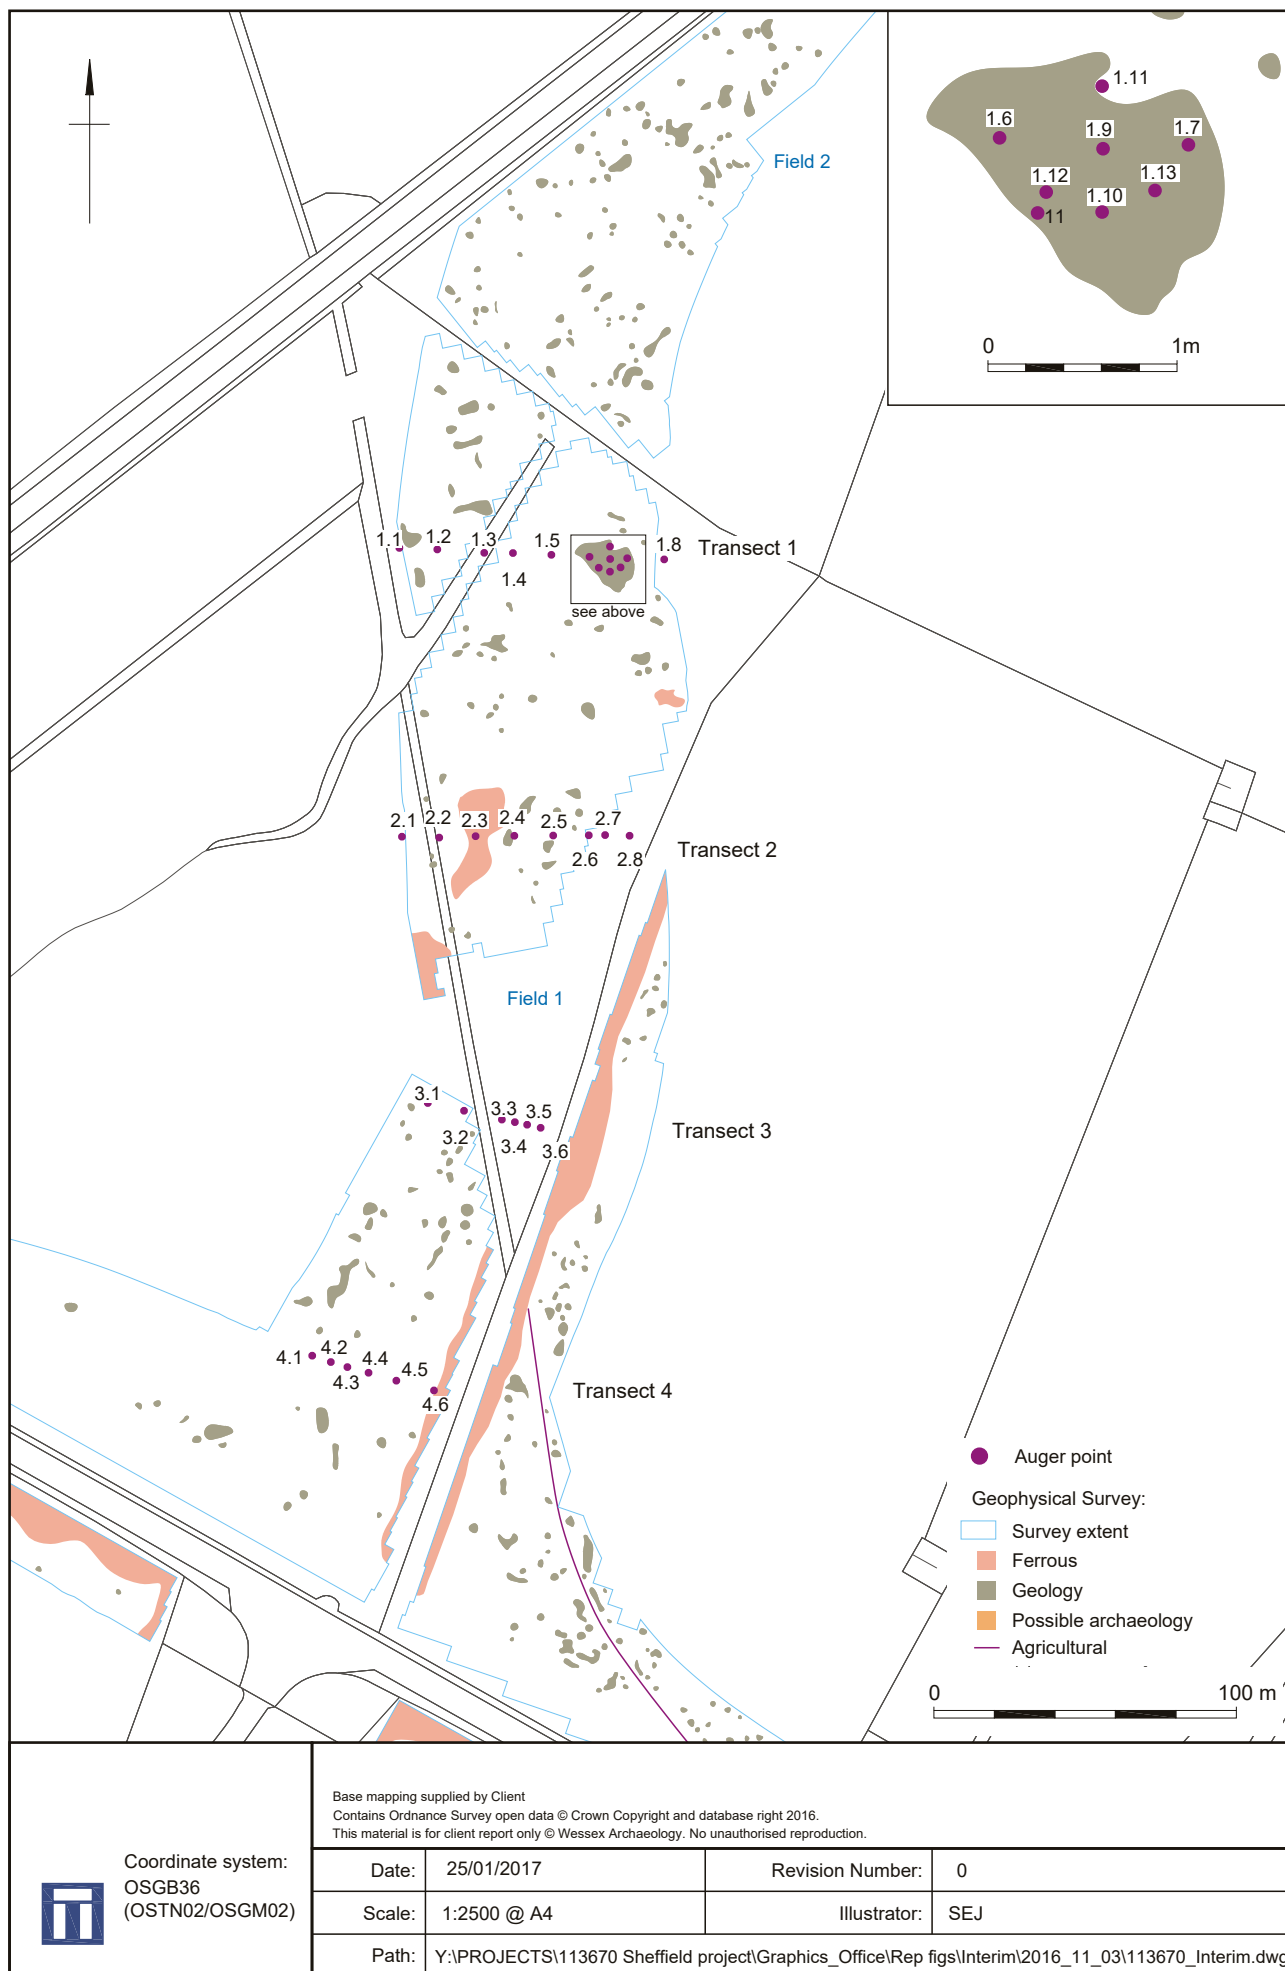 1.11
1.6
1.9
1.7
1.12
1.13
1.10
11
0
1m
Field 2
1.1
1.2
1.3
1.4
1.5
1.8
Transect 1
see above
2.1
2.2
2.3
2.4
2.5
2.6
2.7
2.8
Transect 2
Field 1
3.1
3.2
3.3
3.4
3.5
3.6
Transect 3
4.1
4.2
4.3
4.4
4.5
4.6
Transect 4
Auger point
Geophysical Survey:
Survey extent
Ferrous
Geology
Possible archaeology
Agricultural
0
100 m
Base mapping supplied by Client
Contains Ordnance Survey open data © Crown Copyright and database right 2016.
This material is for client report only © Wessex Archaeology. No unauthorised reproduction.
Coordinate system:
OSGB36
(OSTN02/OSGM02)
Date:
25/01/2017
Revision Number:
0
Scale:
1:2500 @ A4
Illustrator:
SEJ
Path:
Y:\PROJECTS\113670 Sheffield project\Graphics_Office\Rep figs\Interim\2016_11_03\113670_Interim.dwg